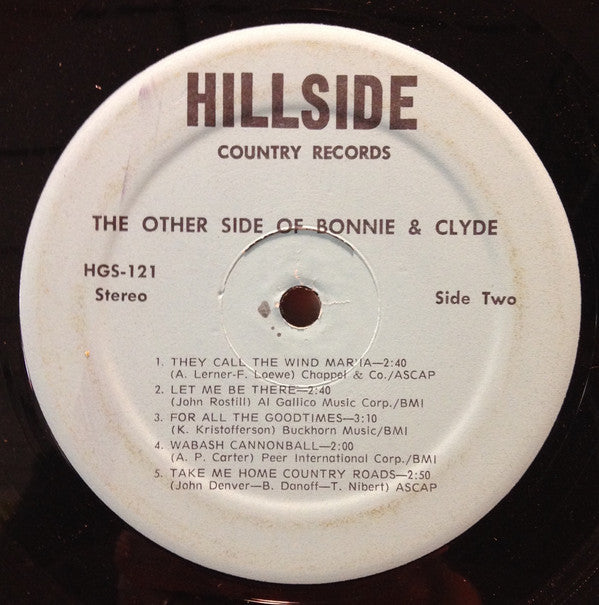 HILLSIDE
COUNTRY RECORDS
THE OTHER SIDE OF BONNIE & CLYDE
HGS-121
Stereo
Side Two
1. THEY CALL THE WIND MARIIA—2:40
(A. Lerner-F. Loewe) Chappel & Co./ASCAP
2. LET ME BE THERE—2:40
(John Rostill) Al Gallico Music Corp./BMI
3. FOR ALL THE GOODTIMES—3:10
(K. Kristofferson) Buckhorn Music/BMI
4. WABASH CANNONBALL—2:00
(A. P. Carter) Peer International Corp./BMI
5. TAKE ME HOME COUNTRY ROADS—2:50
(John Denver—B. Danoff—T. Nibert) ASCAP